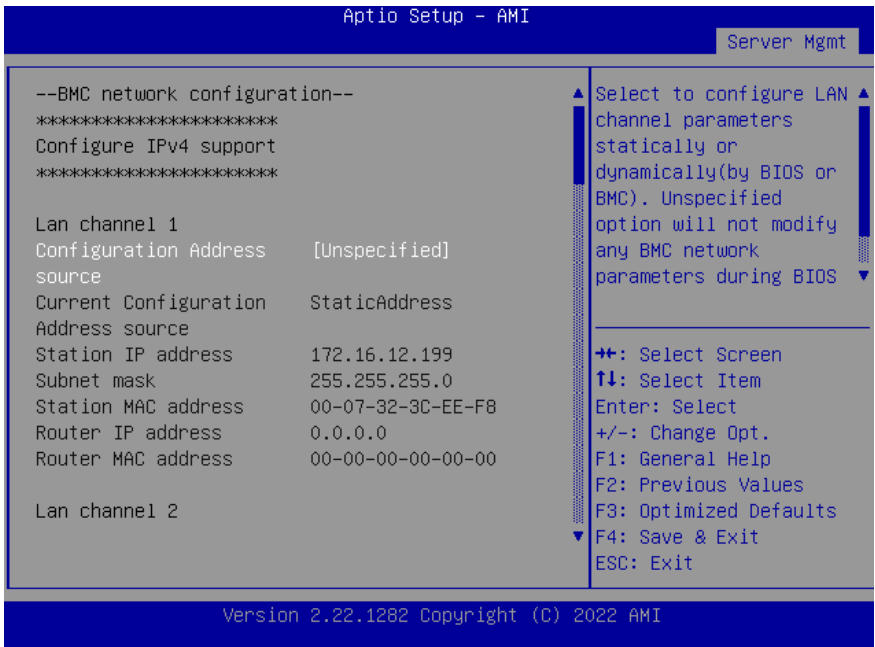 Aptio Setup – AMI
Server Mgmt
--BMC network configuration--
***********************
Configure IPv4 support
***********************
Lan channel 1
Configuration Address [Unspecified]
source
Current Configuration StaticAddress
Address source
Station IP address 172.16.12.199
Subnet mask 255.255.255.0
Station MAC address 00-07-32-3C-EE-F8
Router IP address 0.0.0.0
Router MAC address 00-00-00-00-00-00
Lan channel 2
Select to configure LAN
channel parameters
statically or
dynamically(by BIOS or
BMC). Unspecified
option will not modify
any BMC network
parameters during BIOS
→←: Select Screen
↑↓: Select Item
Enter: Select
+/-: Change Opt.
F1: General Help
F2: Previous Values
F3: Optimized Defaults
F4: Save & Exit
ESC: Exit
Version 2.22.1282 Copyright (C) 2022 AMI